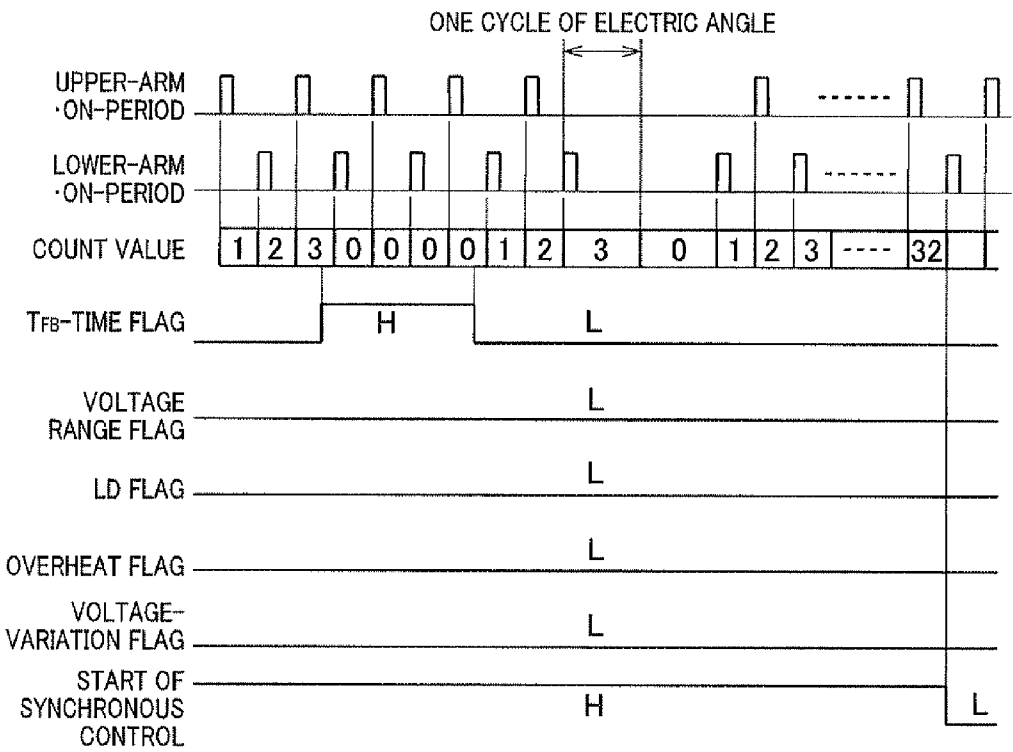 ONE CYCLE OF ELECTRIC ANGLE
UPPER-ARM
·ON-PERIOD
LOWER-ARM
·ON-PERIOD
COUNT VALUE 1 2 3 0 0 0 0 1 2 3 0 1 2 3 ---- 32
TFB-TIME FLAG H L
VOLTAGE
RANGE FLAG L
LD FLAG L
OVERHEAT FLAG L
VOLTAGE-
VARIATION FLAG L
START OF
SYNCHRONOUS
CONTROL H L